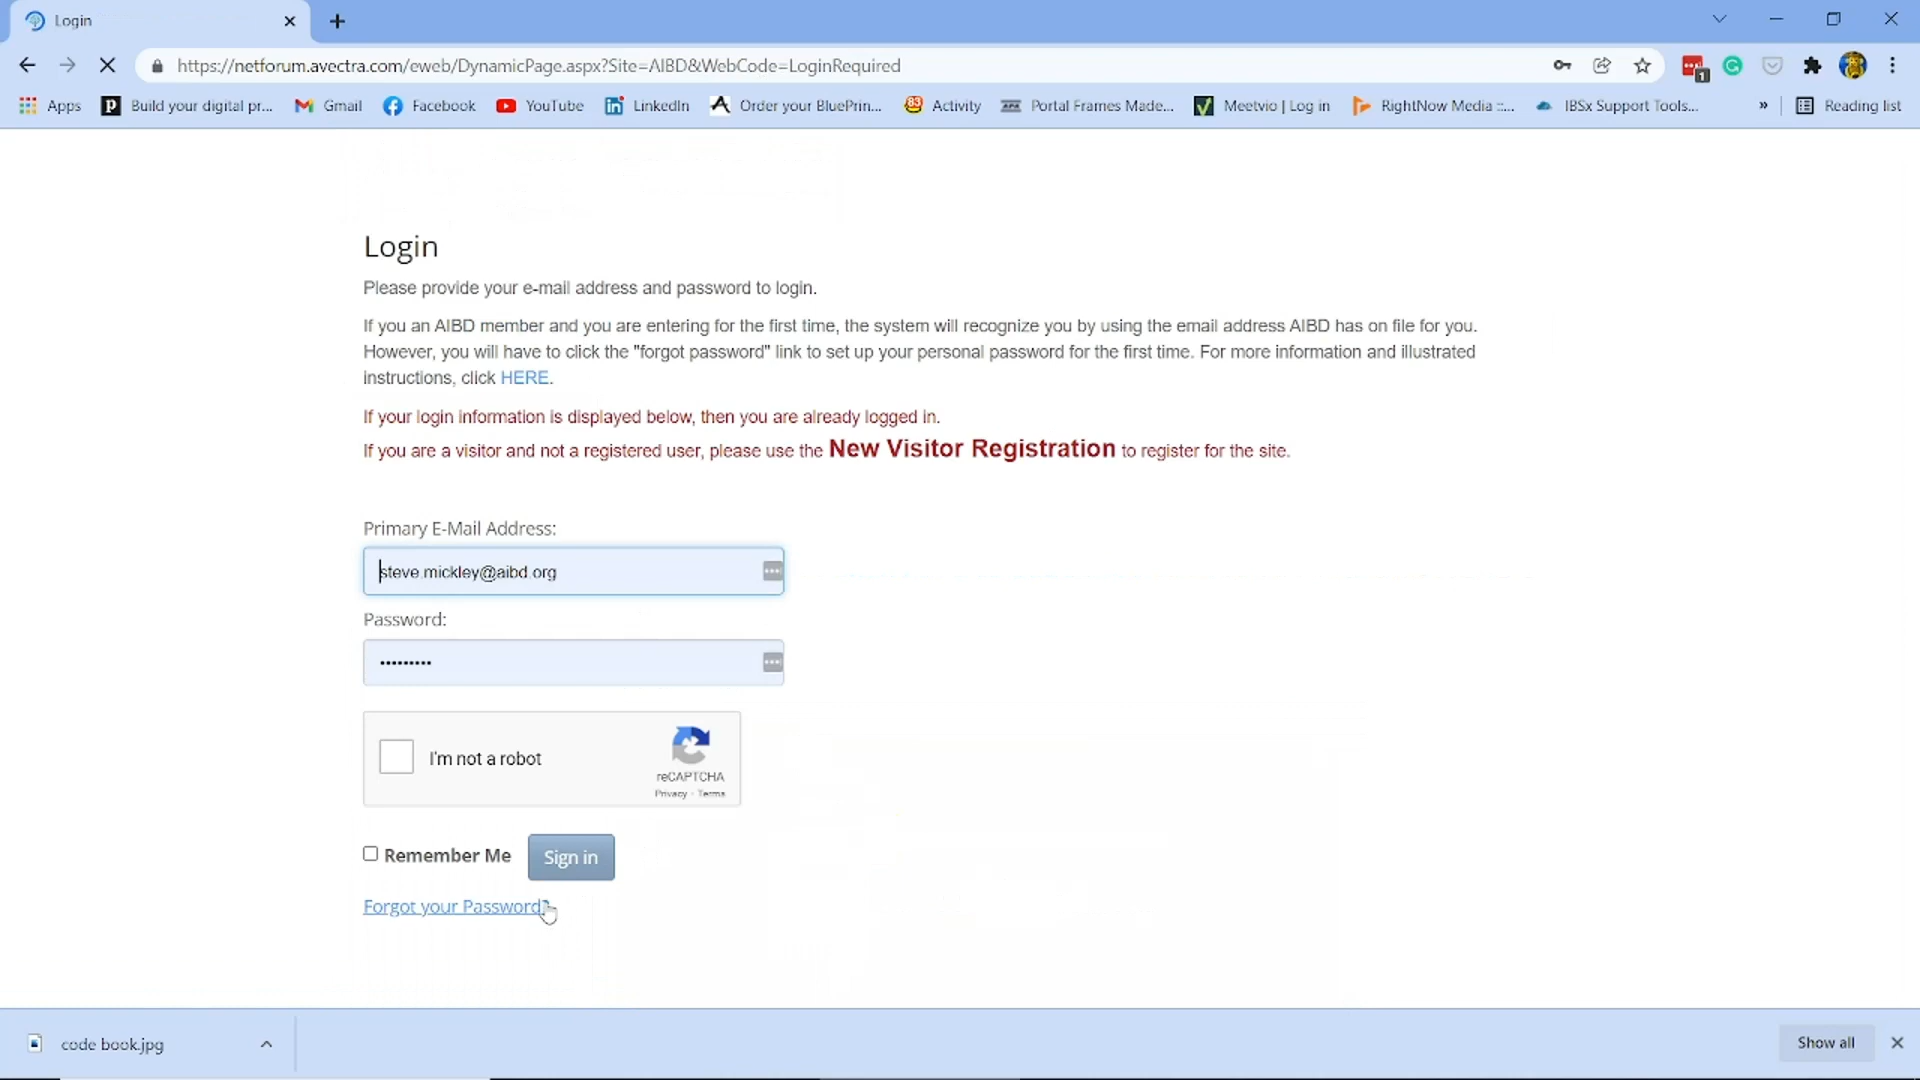 Login
https://netforum.avectra.com/eweb/DynamicPage.aspx?Site=AIBD&WebCode=LoginRequired
1
Apps Build your digital pr... Gmail Facebook YouTube LinkedIn Order your BluePrin... 83 Activity Portal Frames Made... Meetvio | Log in RightNow Media ::... IBSx Support Tools... » Reading list
Login
Please provide your e-mail address and password to login.
If you an AIBD member and you are entering for the first time, the system will recognize you by using the email address AIBD has on file for you.
However, you will have to click the "forgot password" link to set up your personal password for the first time. For more information and illustrated
instructions, click HERE.
If your login information is displayed below, then you are already logged in.
If you are a visitor and not a registered user, please use the New Visitor Registration to register for the site.
Primary E-Mail Address:
steve.mickley@aibd.org
Password:
•••••••••
I'm not a robot
reCAPTCHA
Privacy - Terms
Remember Me Sign in
Forgot your Password?
code book.jpg Show all